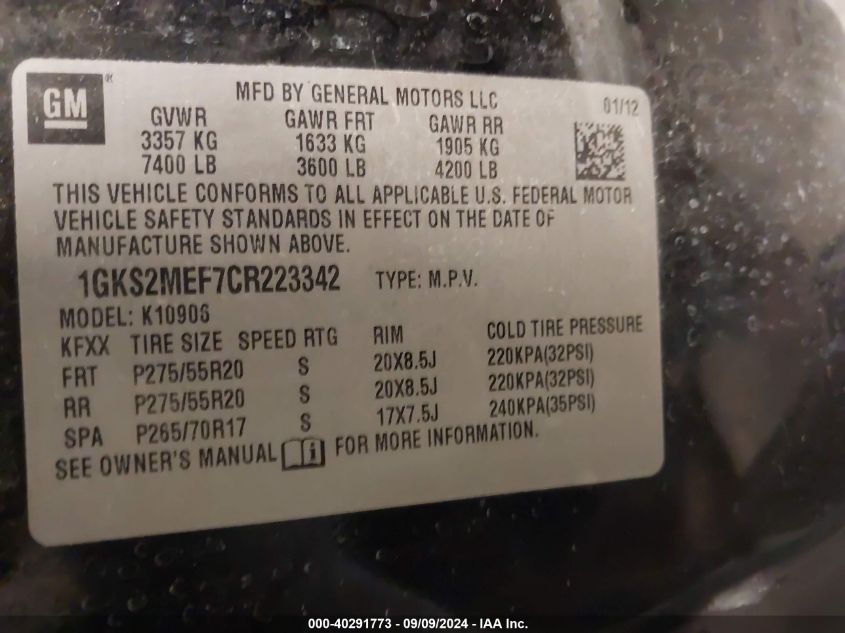 GM
MFD BY GENERAL MOTORS LLC 01/12
GVWR GAWR FRT GAWR RR
3357 KG 1633 KG 1905 KG
7400 LB 3600 LB 4200 LB
THIS VEHICLE CONFORMS TO ALL APPLICABLE U.S. FEDERAL MOTOR
VEHICLE SAFETY STANDARDS IN EFFECT ON THE DATE OF
MANUFACTURE SHOWN ABOVE.
1GKS2MEF7CR223342 TYPE: M.P.V.
MODEL: K10906
KFXX TIRE SIZE SPEED RTG RIM COLD TIRE PRESSURE
FRT P275/55R20 S 20X8.5J 220KPA(32PSI)
RR P275/55R20 S 20X8.5J 220KPA(32PSI)
SPA P265/70R17 S 17X7.5J 240KPA(35PSI)
SEE OWNER'S MANUAL i FOR MORE INFORMATION.
000-40291773 - 09/09/2024 - IAA Inc.